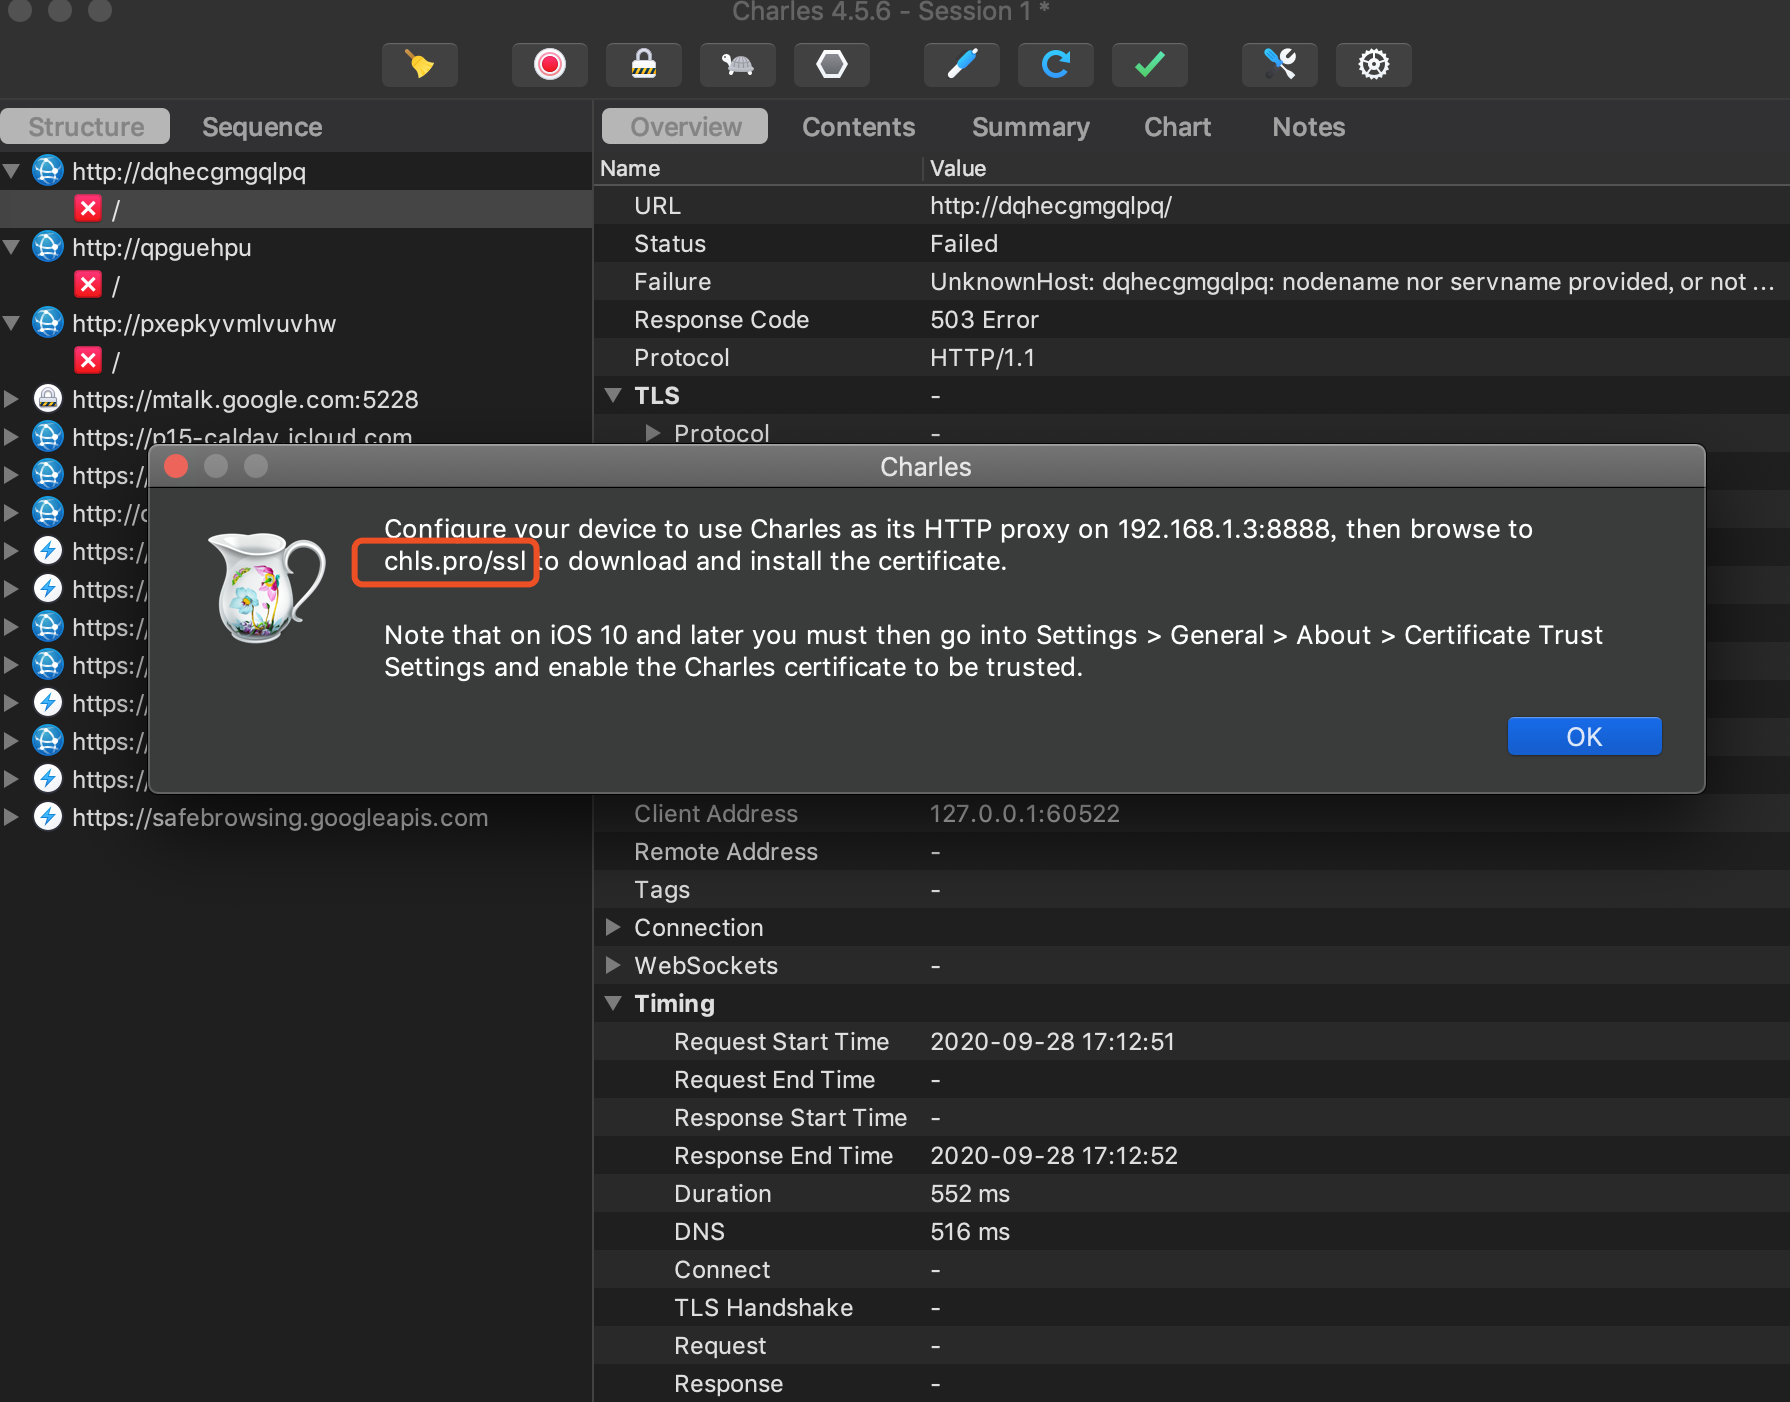 Charles 4.5.6 - Session 1 *
Structure
Sequence
Overview
Contents
Summary
Chart
Notes
http://dqhecgmgqlpq
/
http://qpguehpu
/
http://pxepkyvmlvuvhw
/
https://mtalk.google.com:5228
https://p15-caldav.icloud.com
https:/
http://
https:/
https:/
https:/
https:/
https:/
https:/
https:/
https://safebrowsing.googleapis.com
Name Value
URL http://dqhecgmgqlpq/
Status Failed
Failure UnknownHost: dqhecgmgqlpq: nodename nor servname provided, or not ...
Response Code 503 Error
Protocol HTTP/1.1
TLS -
Protocol -
Charles
Configure your device to use Charles as its HTTP proxy on 192.168.1.3:8888, then browse to
chls.pro/ssl to download and install the certificate.
Note that on iOS 10 and later you must then go into Settings > General > About > Certificate Trust
Settings and enable the Charles certificate to be trusted.
OK
Client Address 127.0.0.1:60522
Remote Address -
Tags -
Connection
WebSockets -
Timing
Request Start Time 2020-09-28 17:12:51
Request End Time -
Response Start Time -
Response End Time 2020-09-28 17:12:52
Duration 552 ms
DNS 516 ms
Connect -
TLS Handshake -
Request -
Response -